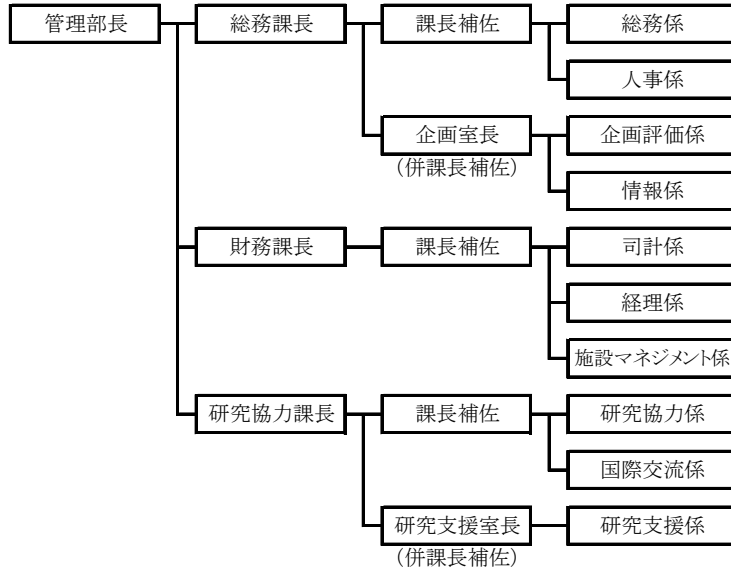 管理部長
総務課長
課長補佐
総務係
人事係
企画室長
(併課長補佐)
企画評価係
情報係
財務課長
課長補佐
司計係
経理係
施設マネジメント係
研究協力課長
課長補佐
研究協力係
国際交流係
研究支援室長
(併課長補佐)
研究支援係